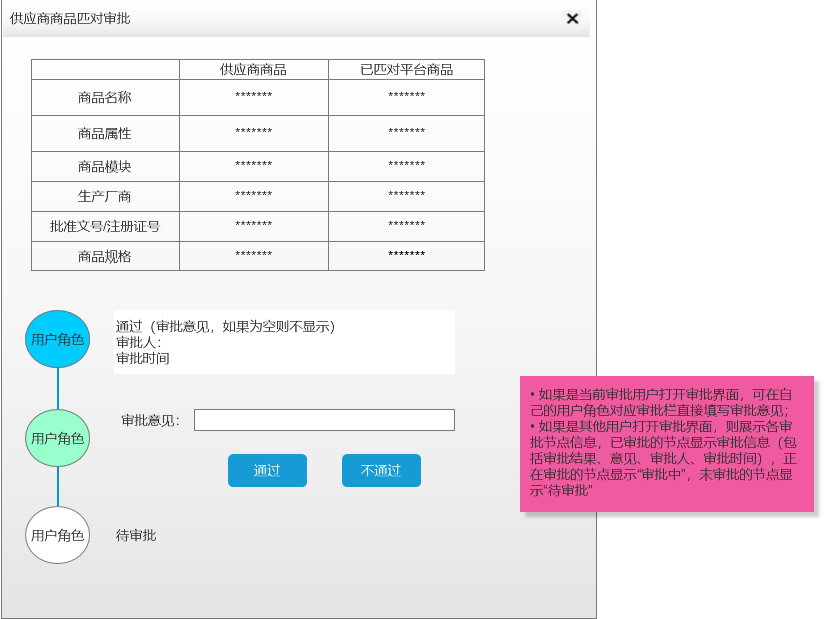 供应商商品匹对审批
供应商商品 已匹对平台商品
商品名称 ******* *******
商品属性 ******* *******
商品模块 ******* *******
生产厂商 ******* *******
批准文号/注册证号 ******* *******
商品规格 ******* *******
用户角色
通过（审批意见，如果为空则不显示）
审批人：
审批时间
用户角色
审批意见：
通过 不通过
用户角色 待审批
• 如果是当前审批用户打开审批界面，可在自
己的用户角色对应审批栏直接填写审批意见；
• 如果是其他用户打开审批界面，则展示各审
批节点信息，已审批的节点显示审批信息（包
括审批结果、意见、审批人、审批时间），正
在审批的节点显示“审批中”，未审批的节点显
示“待审批”